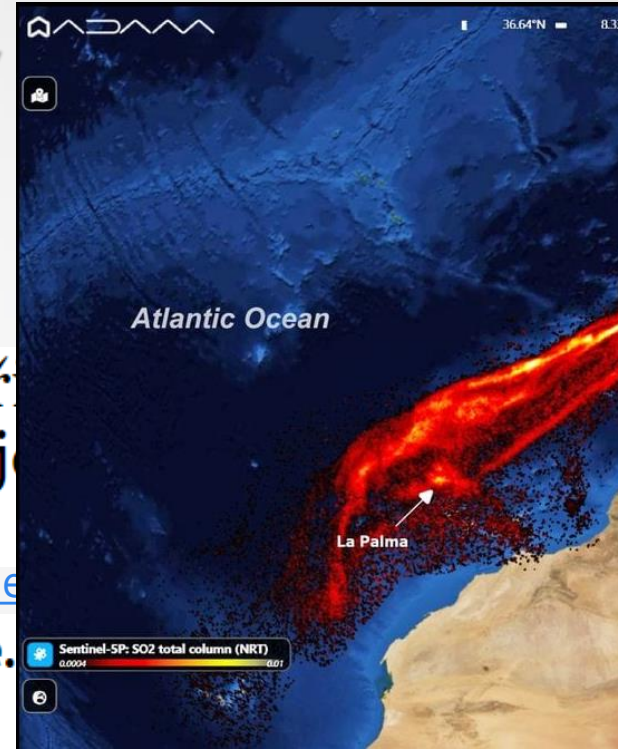 ADAM
36.64°N
Atlantic Ocean
La Palma
Sentinel-5P: SO2 total column (NRT)
0.0004 0.01